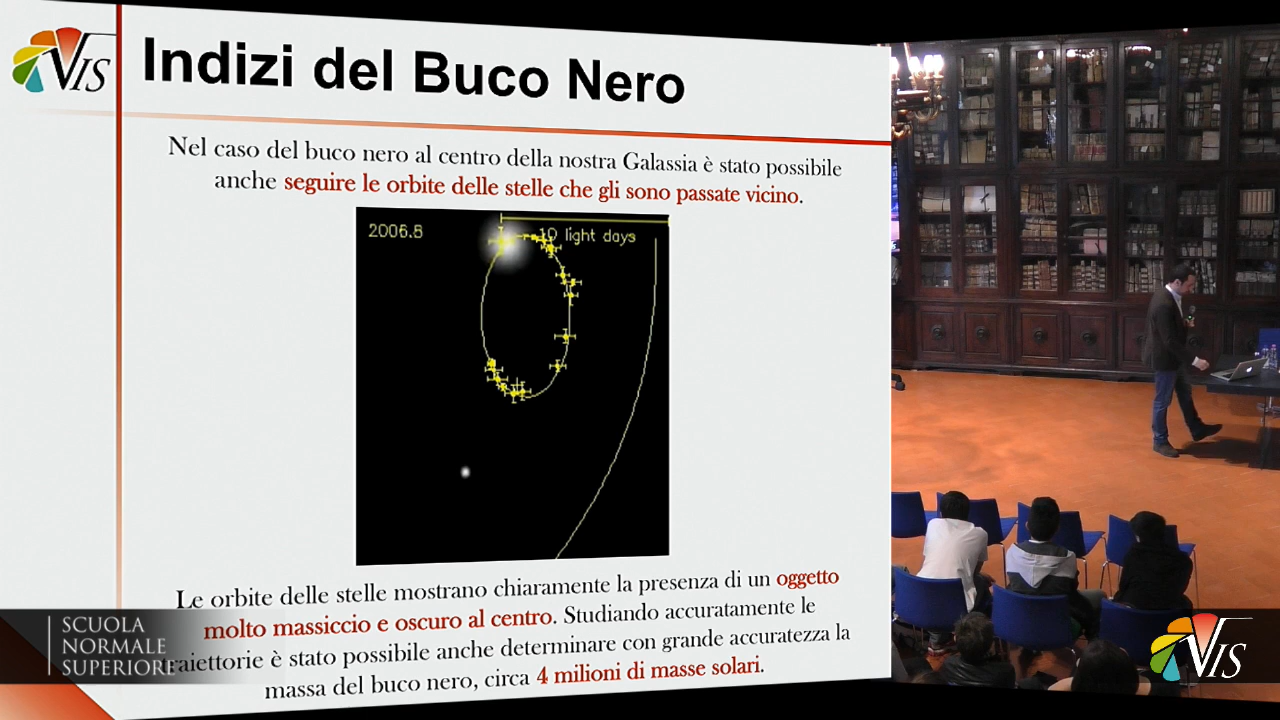 VIS
Indizi del Buco Nero
Nel caso del buco nero al centro della nostra Galassia è stato possibile
anche seguire le orbite delle stelle che gli sono passate vicino.
2006.8
10 light days
Le orbite delle stelle mostrano chiaramente la presenza di un oggetto
molto massiccio e oscuro al centro. Studiando accuratamente le
traiettorie è stato possibile anche determinare con grande accuratezza la
massa del buco nero, circa 4 milioni di masse solari.
SCUOLA
NORMALE
SUPERIORE
VIS